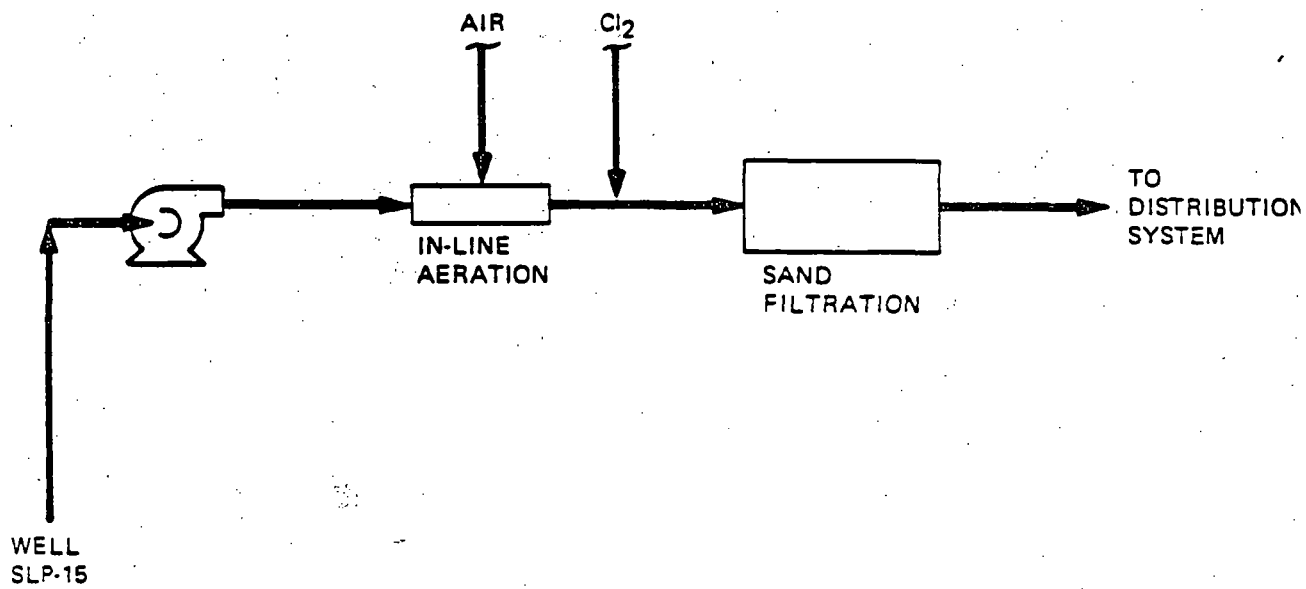 AIR
Cl2
IN-LINE
AERATION
SAND
FILTRATION
TO
DISTRIBUTION
SYSTEM
WELL
SLP-15